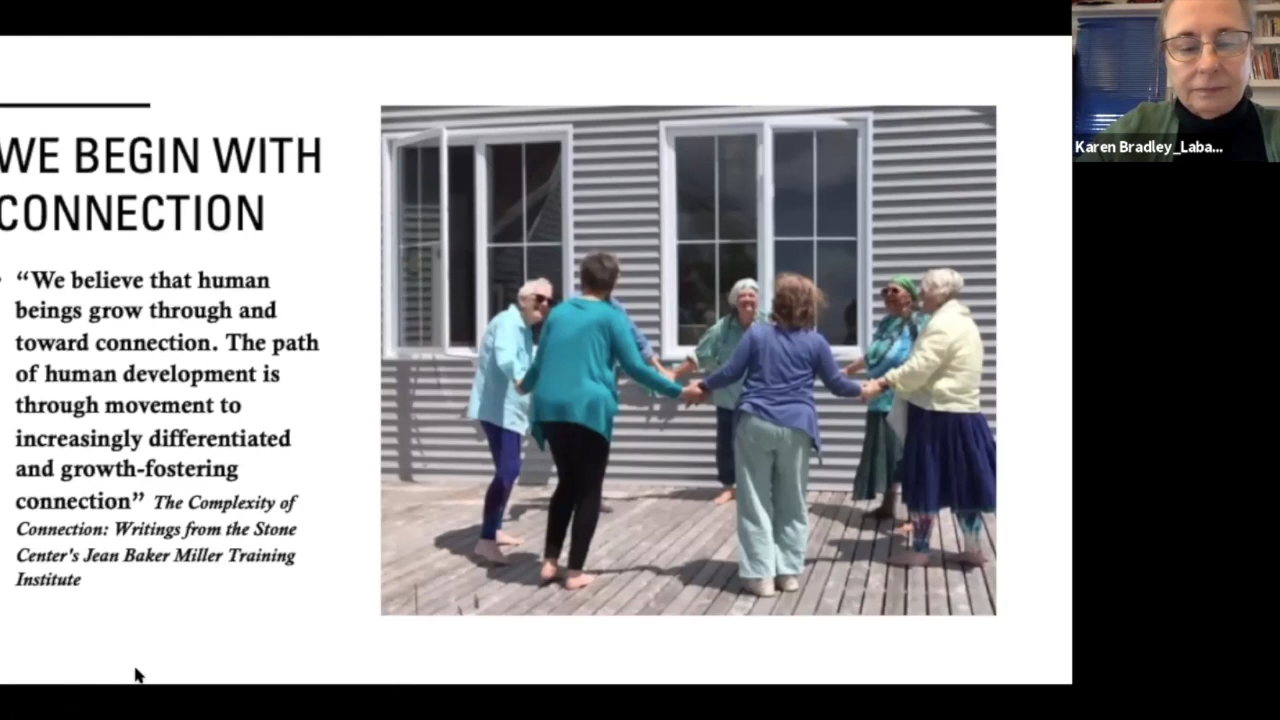 WE BEGIN WITH
CONNECTION
“We believe that human
beings grow through and
toward connection. The path
of human development is
through movement to
increasingly differentiated
and growth-fostering
connection” The Complexity of
Connection: Writings from the Stone
Center's Jean Baker Miller Training
Institute
Karen Bradley_Laba...